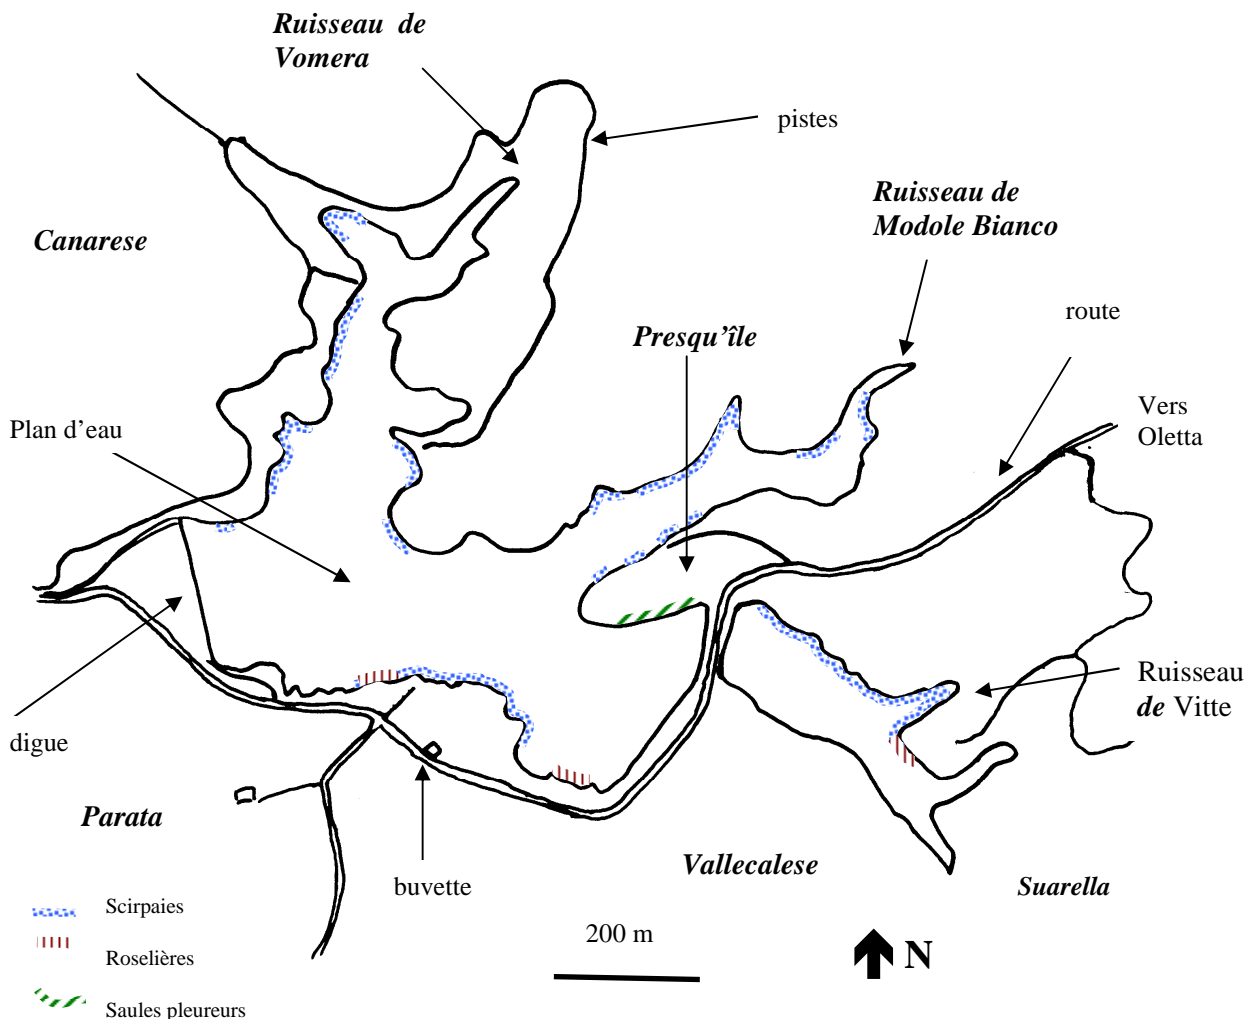 Ruisseau de
Vomera
pistes
Ruisseau de
Modole Bianco
Canarese
route
Presqu’île
Vers
Oletta
Plan d’eau
Ruisseau
de Vitte
digue
Parata
Vallecalese
buvette
Suarella
Scirpaies
200 m
N
Roselières
Saules pleureurs